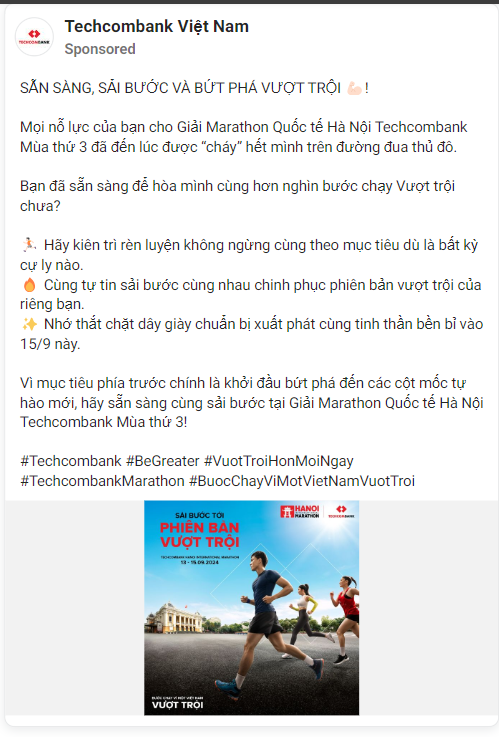 TECHCOMBANK
Techcombank Việt Nam
Sponsored
SẴN SÀNG, SẢI BƯỚC VÀ BỨT PHÁ VƯỢT TRỘI 💪🏻!
Mọi nỗ lực của bạn cho Giải Marathon Quốc tế Hà Nội Techcombank
Mùa thứ 3 đã đến lúc được “cháy” hết mình trên đường đua thủ đô.
Bạn đã sẵn sàng để hòa mình cùng hơn nghìn bước chạy Vượt trội
chưa?
🏃🏻 Hãy kiên trì rèn luyện không ngừng cùng theo mục tiêu dù là bất kỳ
cự ly nào.
🔥 Cùng tự tin sải bước cùng nhau chinh phục phiên bản vượt trội của
riêng bạn.
✨ Nhớ thắt chặt dây giày chuẩn bị xuất phát cùng tinh thần bền bỉ vào
15/9 này.
Vì mục tiêu phía trước chính là khởi đầu bứt phá đến các cột mốc tự
hào mới, hãy sẵn sàng cùng sải bước tại Giải Marathon Quốc tế Hà Nội
Techcombank Mùa thứ 3!
#Techcombank #BeGreater #VuotTroiHonMoiNgay
#TechcombankMarathon #BuocChayViMotVietNamVuotTroi
HANOI
MARATHON
TECHCOMBANK
SẢI BƯỚC TỚI
PHIÊN BẢN
VƯỢT TRỘI
TECHCOMBANK HANOI INTERNATIONAL MARATHON
13 - 15.09.2024
BƯỚC CHẠY VÌ MỘT VIỆT NAM
VƯỢT TRỘI